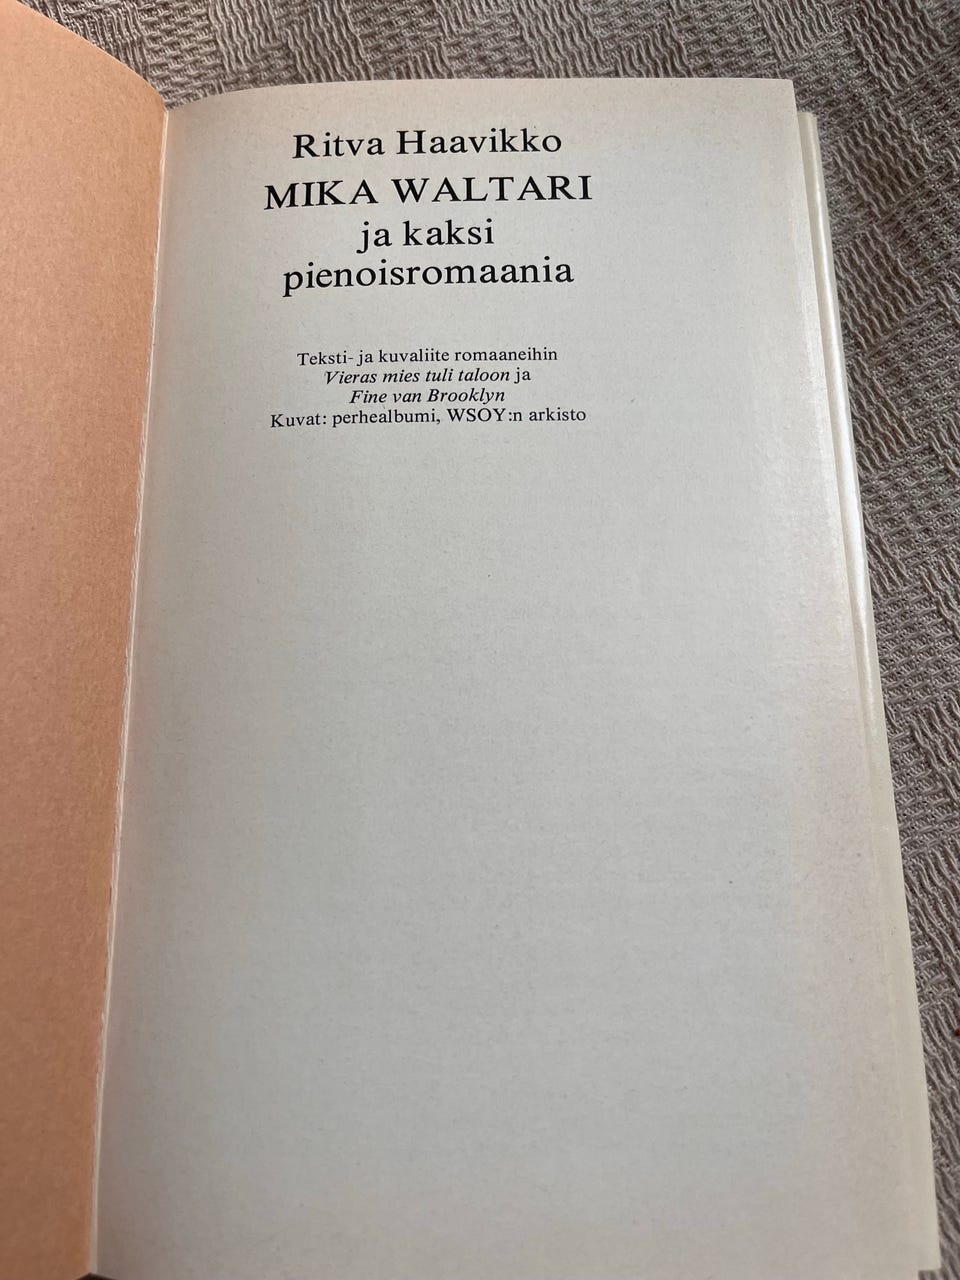 Ritva Haavikko
MIKA WALTARI
ja kaksi
pienoisromaania
Teksti- ja kuvaliite romaaneihin
Vieras mies tuli taloon ja
Fine van Brooklyn
Kuvat: perhealbumi, WSOY:n arkisto